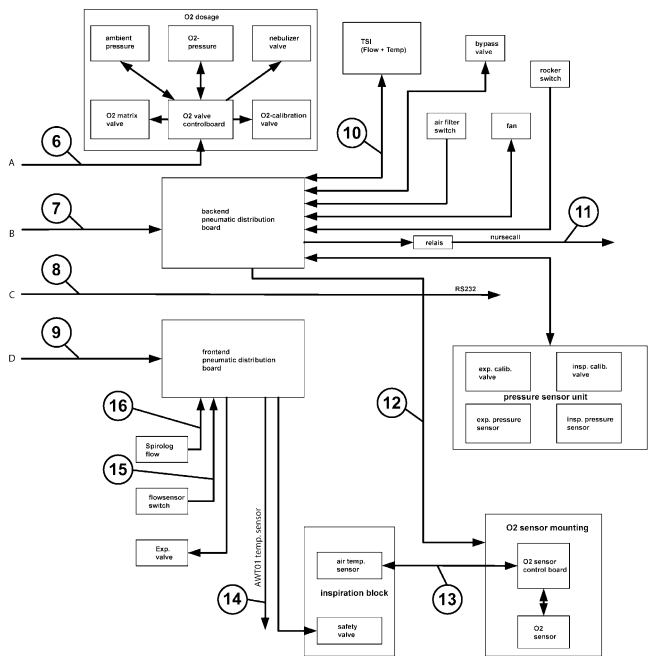 O2 dosage
ambient
pressure
O2-
pressure
nebulizer
valve
O2 matrix
valve
O2 valve
controlboard
O2-calibration
valve
TSI
(Flow + Temp)
bypass
valve
rocker
switch
air filter
switch
fan
10
6
A
7
B
backend
pneumatic distribution
board
relais
nursecall
11
8
C
RS232
9
D
frontend
pneumatic distribution
board
exp. calib.
valve
insp. calib.
valve
pressure sensor unit
exp. pressure
sensor
insp. pressure
sensor
12
16
Spirolog
flow
15
flowsensor
switch
Exp.
valve
AWT01 temp. sensor
14
air temp.
sensor
inspiration block
safety
valve
13
O2 sensor mounting
O2 sensor
control board
O2
sensor